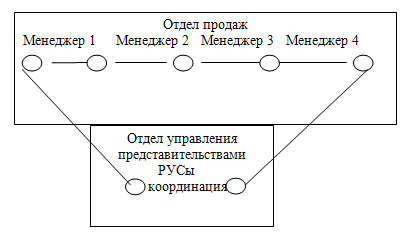 Отдел продаж
Менеджер 1 Менеджер 2 Менеджер 3 Менеджер 4
Отдел управления
представительствами
РУСы
координация